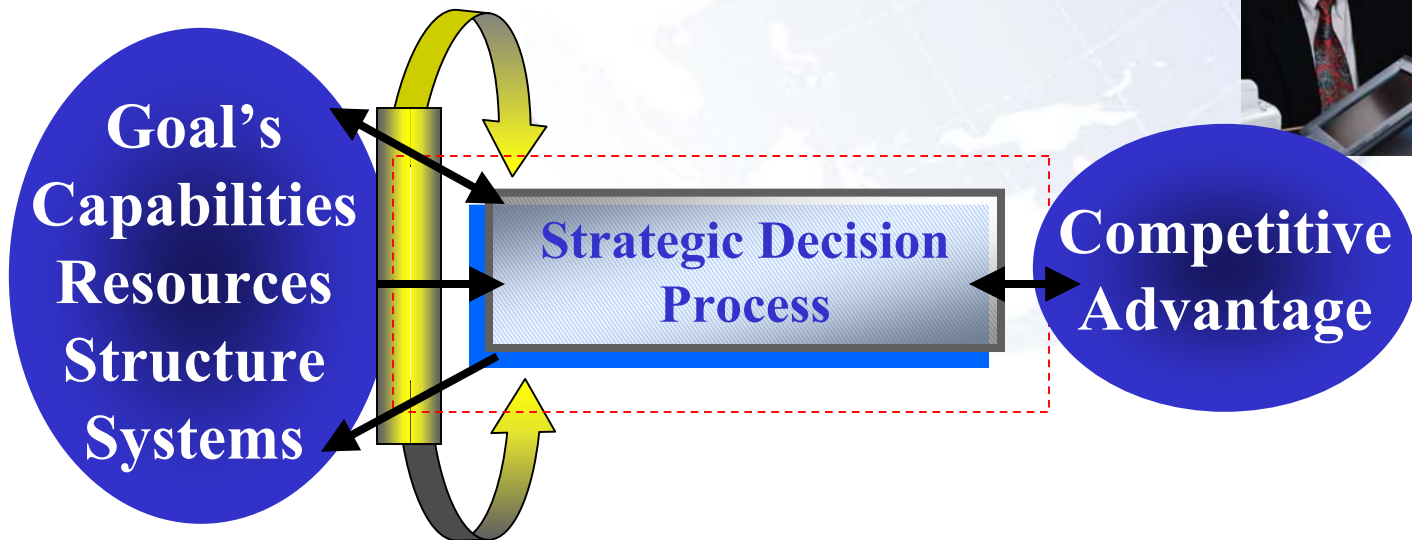 Goal's
Capabilities
Resources
Structure
Systems
Strategic Decision
Process
Competitive
Advantage